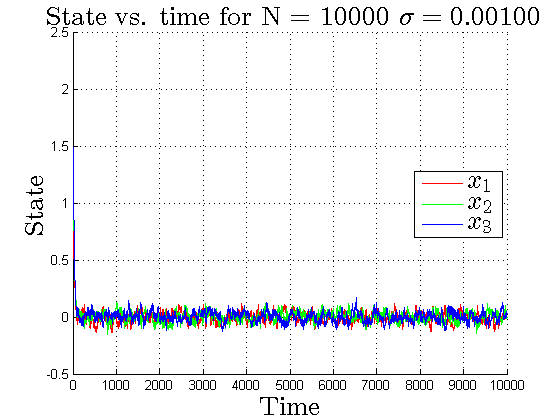 State vs. time for N = 10000 σ = 0.00100
2.5
2
1.5
1
0.5
0
-0.5
State
x₁
x₂
x₃
0 1000 2000 3000 4000 5000 6000 7000 8000 9000 10000
Time